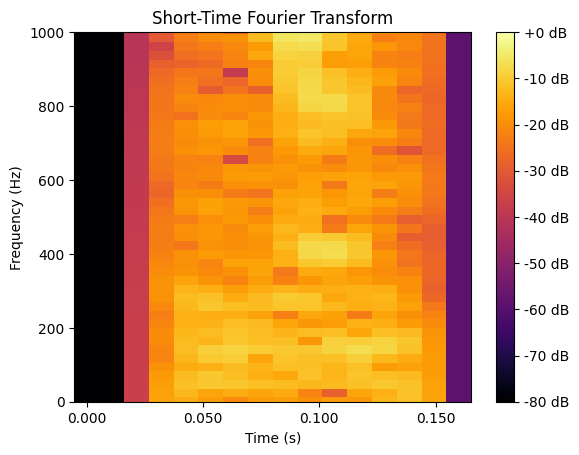 Short-Time Fourier Transform
Frequency (Hz)
1000
800
600
400
200
0
0.000
0.050
0.100
0.150
Time (s)
+0 dB
-10 dB
-20 dB
-30 dB
-40 dB
-50 dB
-60 dB
-70 dB
-80 dB